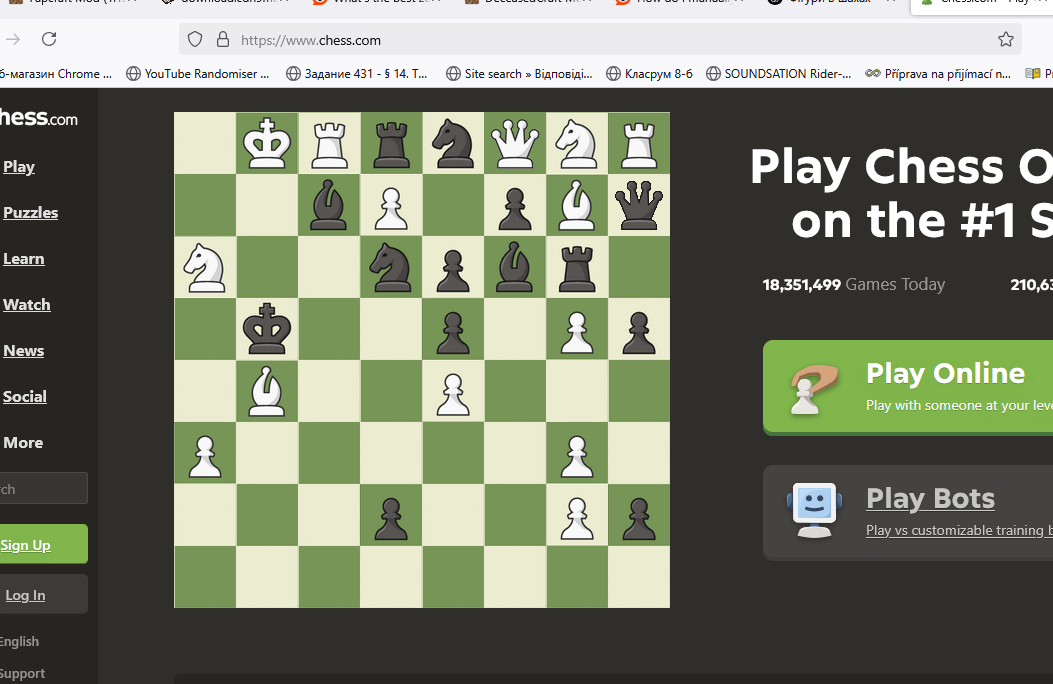 https://www.chess.com
б-магазин Chrome ...
YouTube Randomiser ...
Задание 431 - § 14. Т...
Site search » Відповіді...
Класрум 8-б
SOUNDSATION Rider-...
Příprava na přijímací n...
hess.com
Play
Puzzles
Learn
Watch
News
Social
More
rch
Sign Up
Log In
English
Support
Play Chess O
on the #1 S
18,351,499 Games Today
210,63
Play Online
Play with someone at your leve
Play Bots
Play vs customizable training b